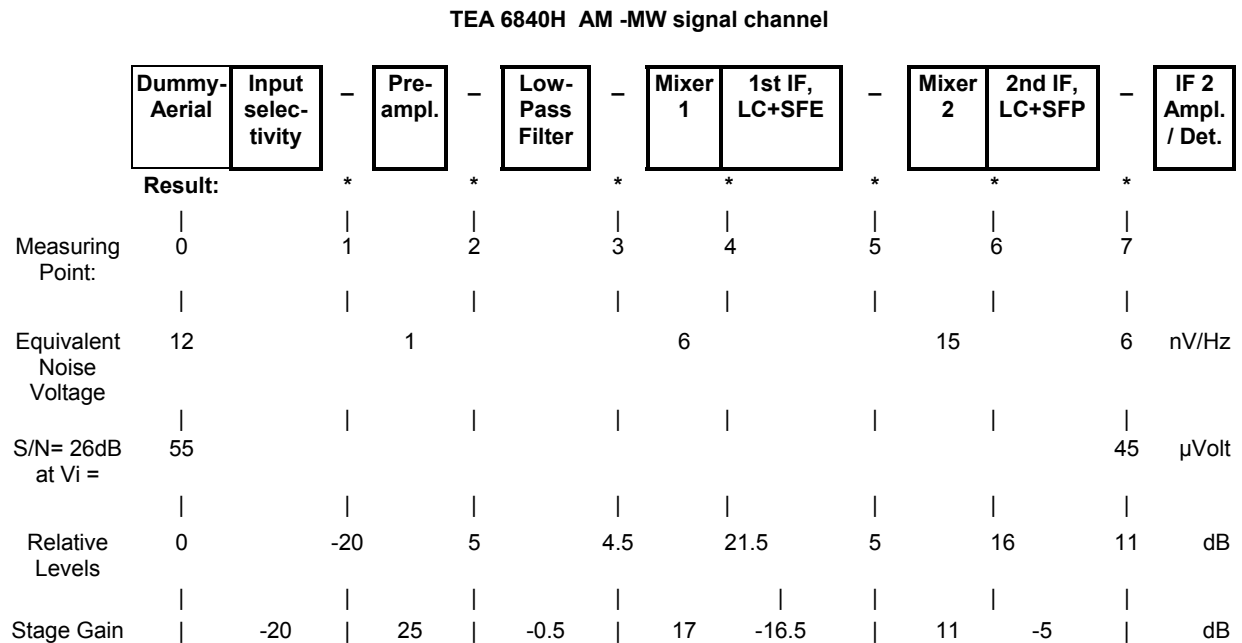 TEA 6840H AM -MW signal channel
Dummy- Input – Pre- – Low- – Mixer 1st IF, – Mixer 2nd IF, – IF 2
Aerial selec- ampl. Pass 1 LC+SFE 2 LC+SFP Ampl.
tivity Filter / Det.
Result: * * * * * * *
| | | | | | | |
Measuring 0 1 2 3 4 5 6 7
Point:
| | | | | | | |
Equivalent 12 1 6 15 6 nV/Hz
Noise
Voltage
| | | | | | | |
S/N= 26dB 55 45 µVolt
at Vi =
| | | | | | | |
Relative 0 -20 5 4.5 21.5 5 16 11 dB
Levels
| | | | | | | |
Stage Gain | -20 | 25 | -0.5 | 17 -16.5 | 11 -5 | dB